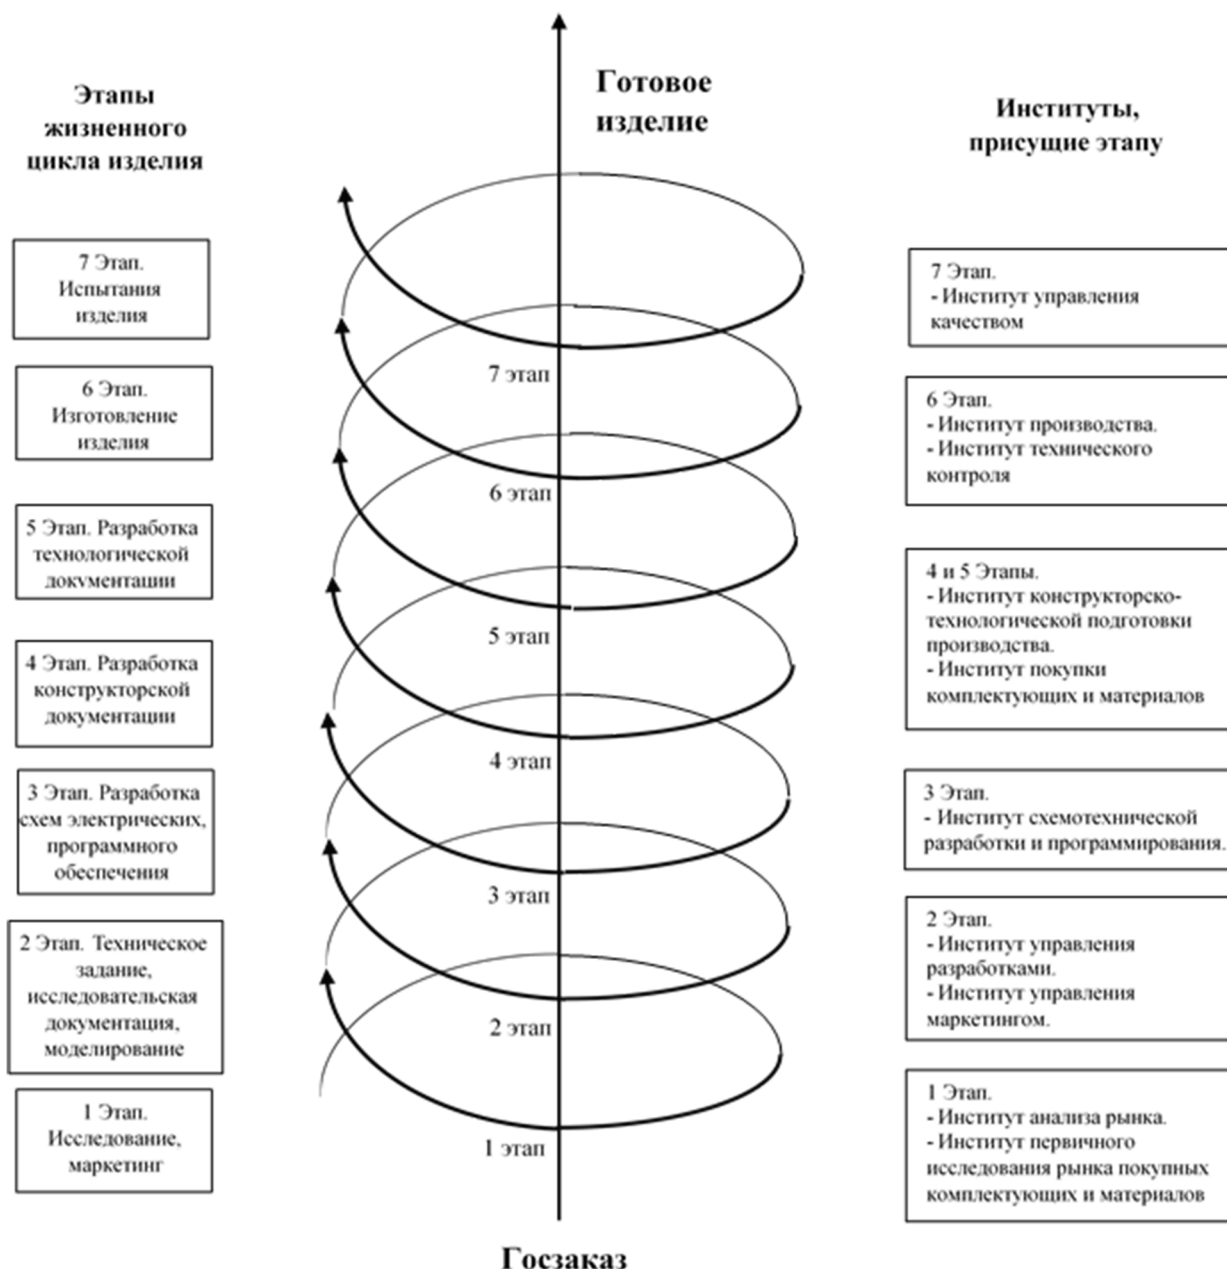 Этапы
жизненного
цикла изделия
7 Этап.
Испытания
изделия
6 Этап.
Изготовление
изделия
5 Этап. Разработка
технологической
документации
4 Этап. Разработка
конструкторской
документации
3 Этап. Разработка
схем электрических,
программного
обеспечения
2 Этап. Техническое
задание,
исследовательская
документация,
моделирование
1 Этап.
Исследование,
маркетинг
Готовое
изделие
7 этап
6 этап
5 этап
4 этап
3 этап
2 этап
1 этап
Госзаказ
Институты,
присущие этапу
7 Этап.
- Институт управления
качеством
6 Этап.
- Институт производства.
- Институт технического
контроля
4 и 5 Этапы.
- Институт конструкторско-
технологической подготовки
производства.
- Институт покупки
комплектующих и материалов
3 Этап.
- Институт схемотехнической
разработки и программирования.
2 Этап.
- Институт управления
разработками.
- Институт управления
маркетингом.
1 Этап.
- Институт анализа рынка.
- Институт первичного
исследования рынка покупных
комплектующих и материалов